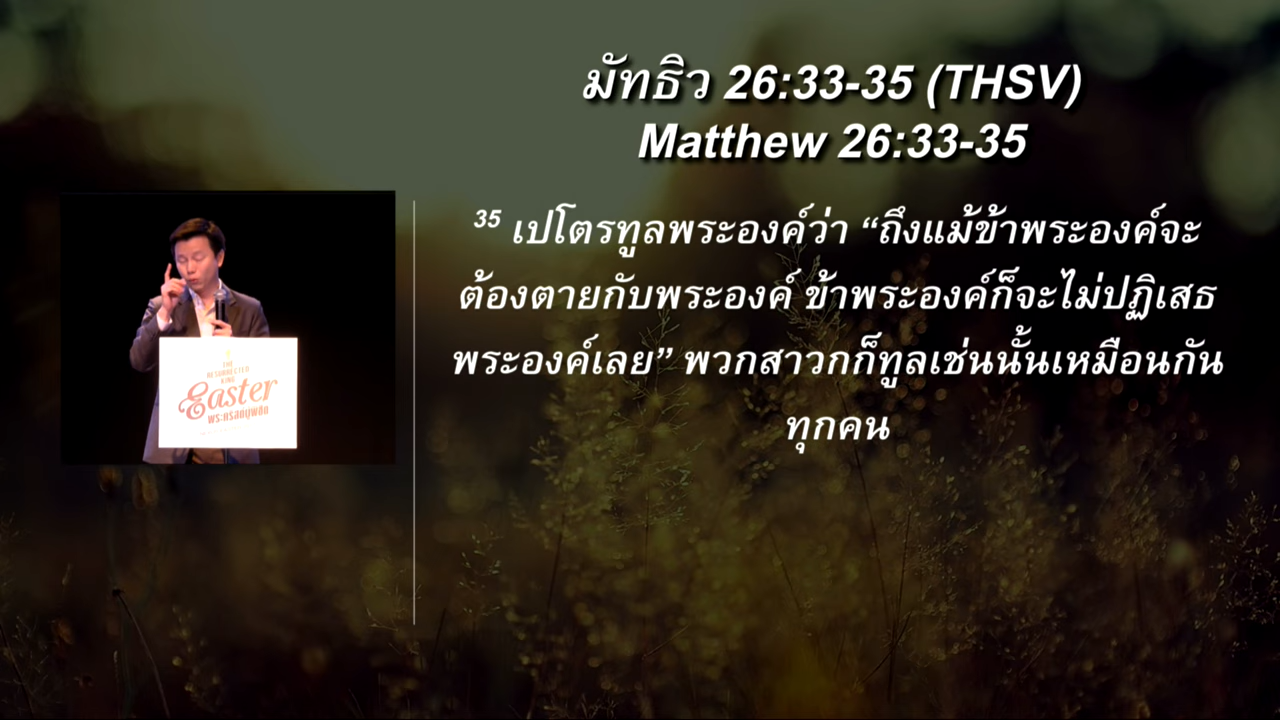 มัทธิว 26:33-35 (THSV)
Matthew 26:33-35
35 เปโตรทูลพระองค์ว่า “ถึงแม้ข้าพระองค์จะ
ต้องตายกับพระองค์ ข้าพระองค์ก็จะไม่ปฏิเสธ
พระองค์เลย” พวกสาวกก็ทูลเช่นนั้นเหมือนกัน
ทุกคน
THE
RESURRECTED
KING
Easter